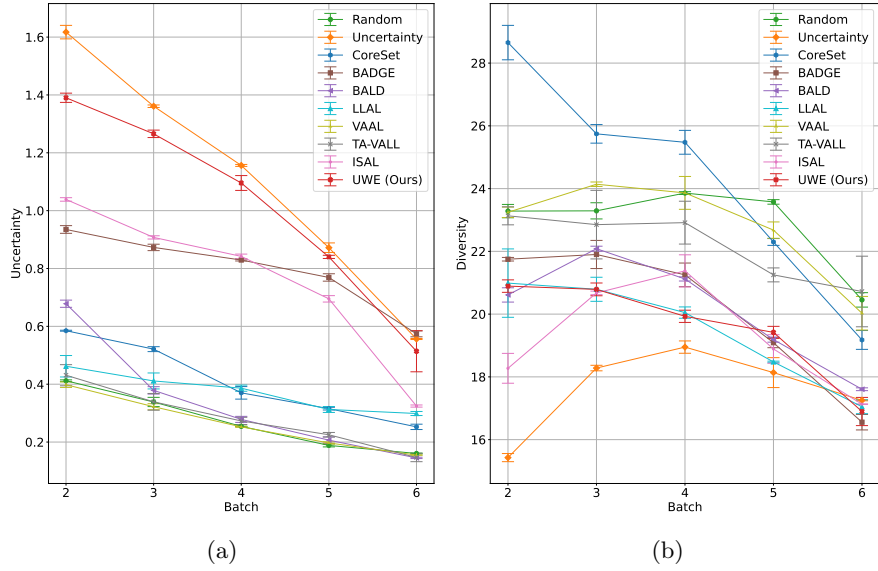 Uncertainty
1.6
1.4
1.2
1.0
0.8
0.6
0.4
0.2
2 3 4 5 6
Batch
Random
Uncertainty
CoreSet
BADGE
BALD
LLAL
VAAL
TA-VALL
ISAL
UWE (Ours)
(a)
Diversity
28
26
24
22
20
18
16
2 3 4 5 6
Batch
Random
Uncertainty
CoreSet
BADGE
BALD
LLAL
VAAL
TA-VALL
ISAL
UWE (Ours)
(b)